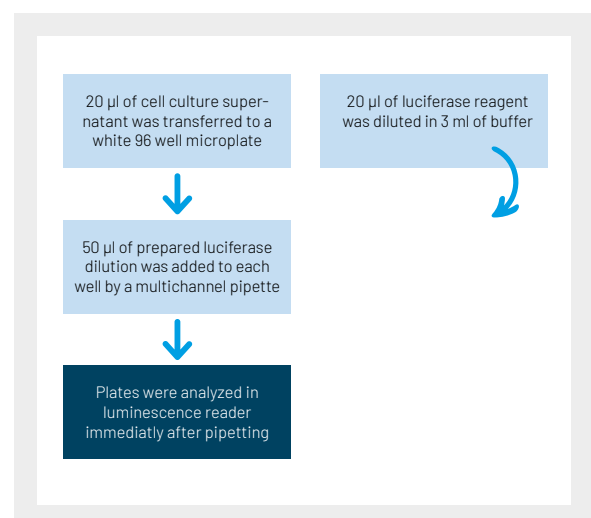 20 µl of cell culture super-
natant was transferred to a
white 96 well microplate
20 µl of luciferase reagent
was diluted in 3 ml of buffer
50 µl of prepared luciferase
dilution was added to each
well by a multichannel pipette
Plates were analyzed in
luminescence reader
immediatly after pipetting